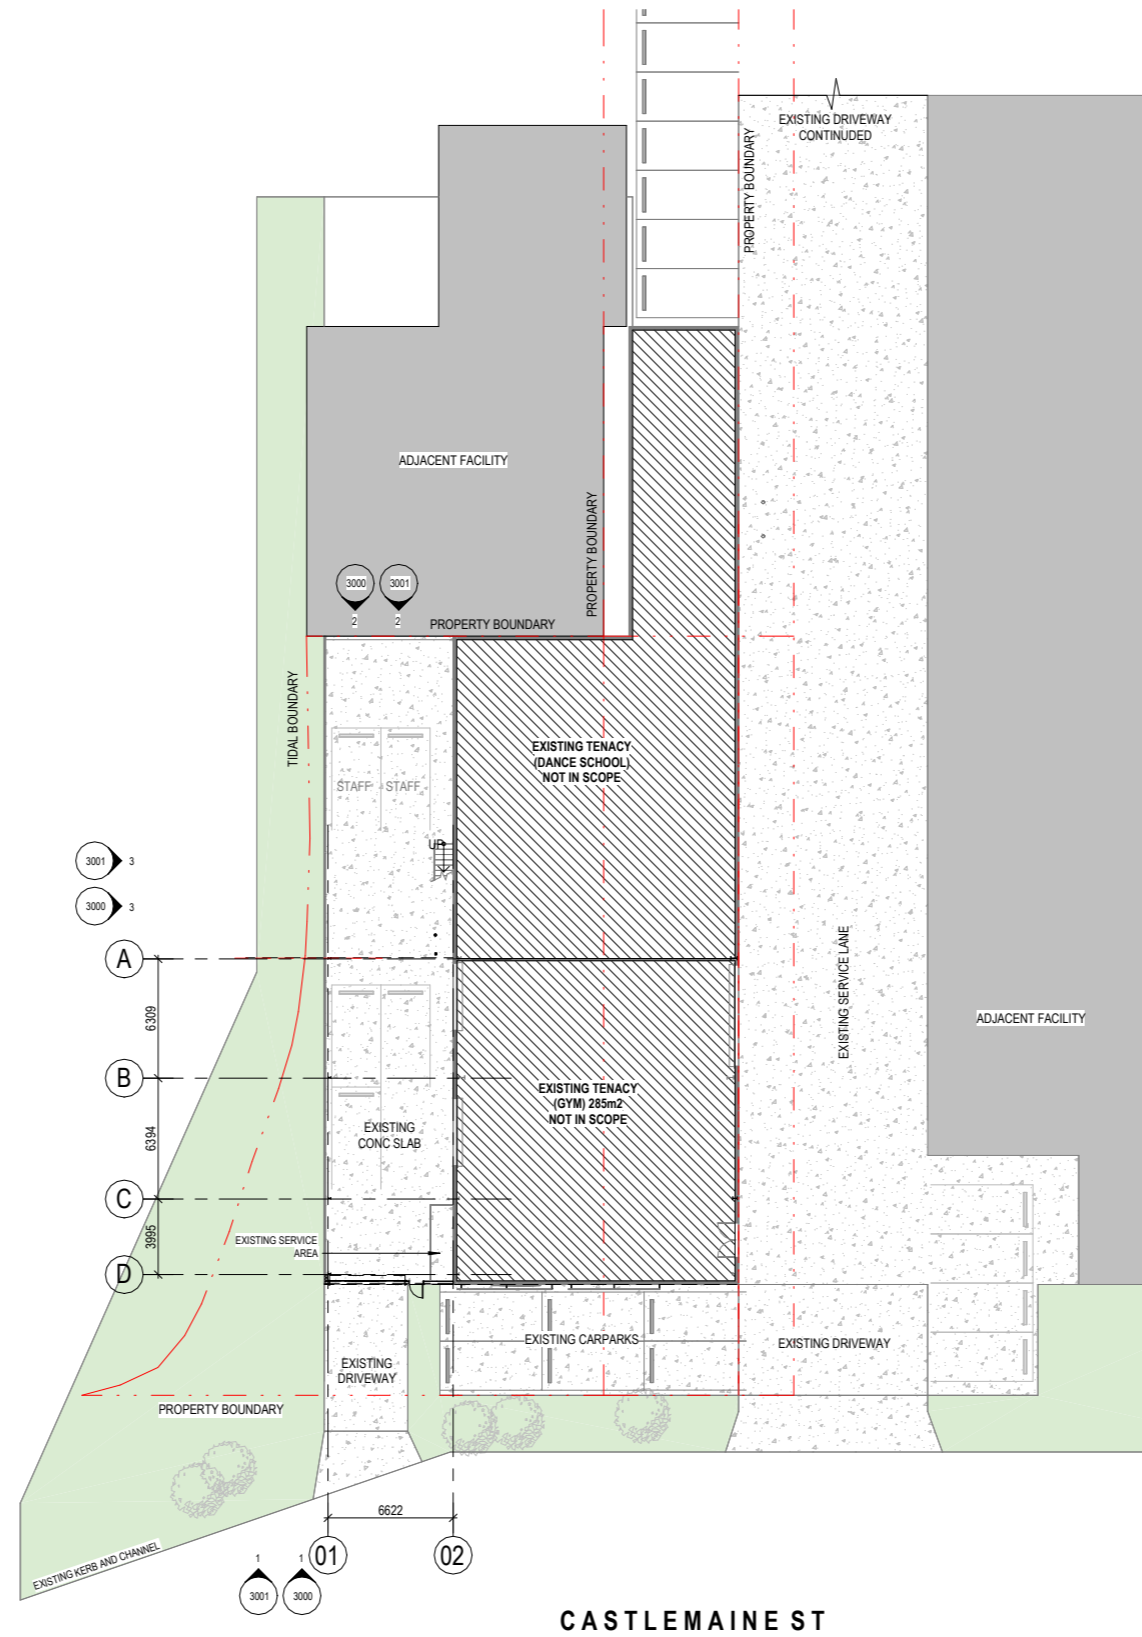 EXISTING DRIVEWAY
CONTINUDED
PROPERTY BOUNDARY
ADJACENT FACILITY
PROPERTY BOUNDARY
3000
3001
2
2
PROPERTY BOUNDARY
TIDAL BOUNDARY
EXISTING TENACY
(DANCE SCHOOL)
NOT IN SCOPE
STAFF
STAFF
UP
3001
3
3000
3
A
6309
EXISTING SERVICE LANE
ADJACENT FACILITY
B
EXISTING TENACY
(GYM) 285m2
NOT IN SCOPE
EXISTING
CONC SLAB
6394
C
3995
EXISTING SERVICE
AREA
D
EXISTING CARPARKS
EXISTING DRIVEWAY
EXISTING
DRIVEWAY
PROPERTY BOUNDARY
6622
EXISTING KERB AND CHANNEL
01
02
1
1
3001
3000
CASTLEMAINE ST